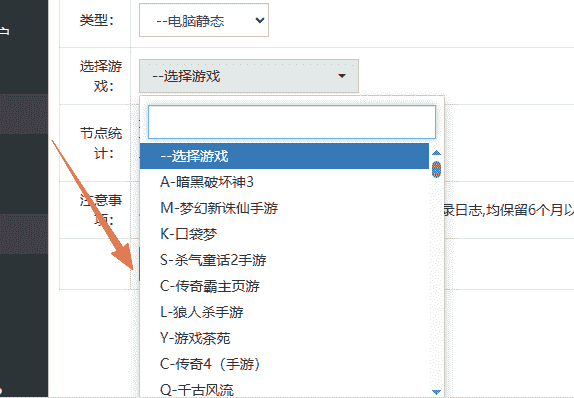 户
类型：
--电脑静态
选择游
戏：
--选择游戏
--选择游戏
节点统
计：
A-暗黑破坏神3
注意事
项：
M-梦幻新诛仙手游
录日志,均保留6个月以
K-口袋梦
S-杀气童话2手游
C-传奇霸主页游
L-狼人杀手游
Y-游戏茶苑
C-传奇4（手游）
Q-千古风流